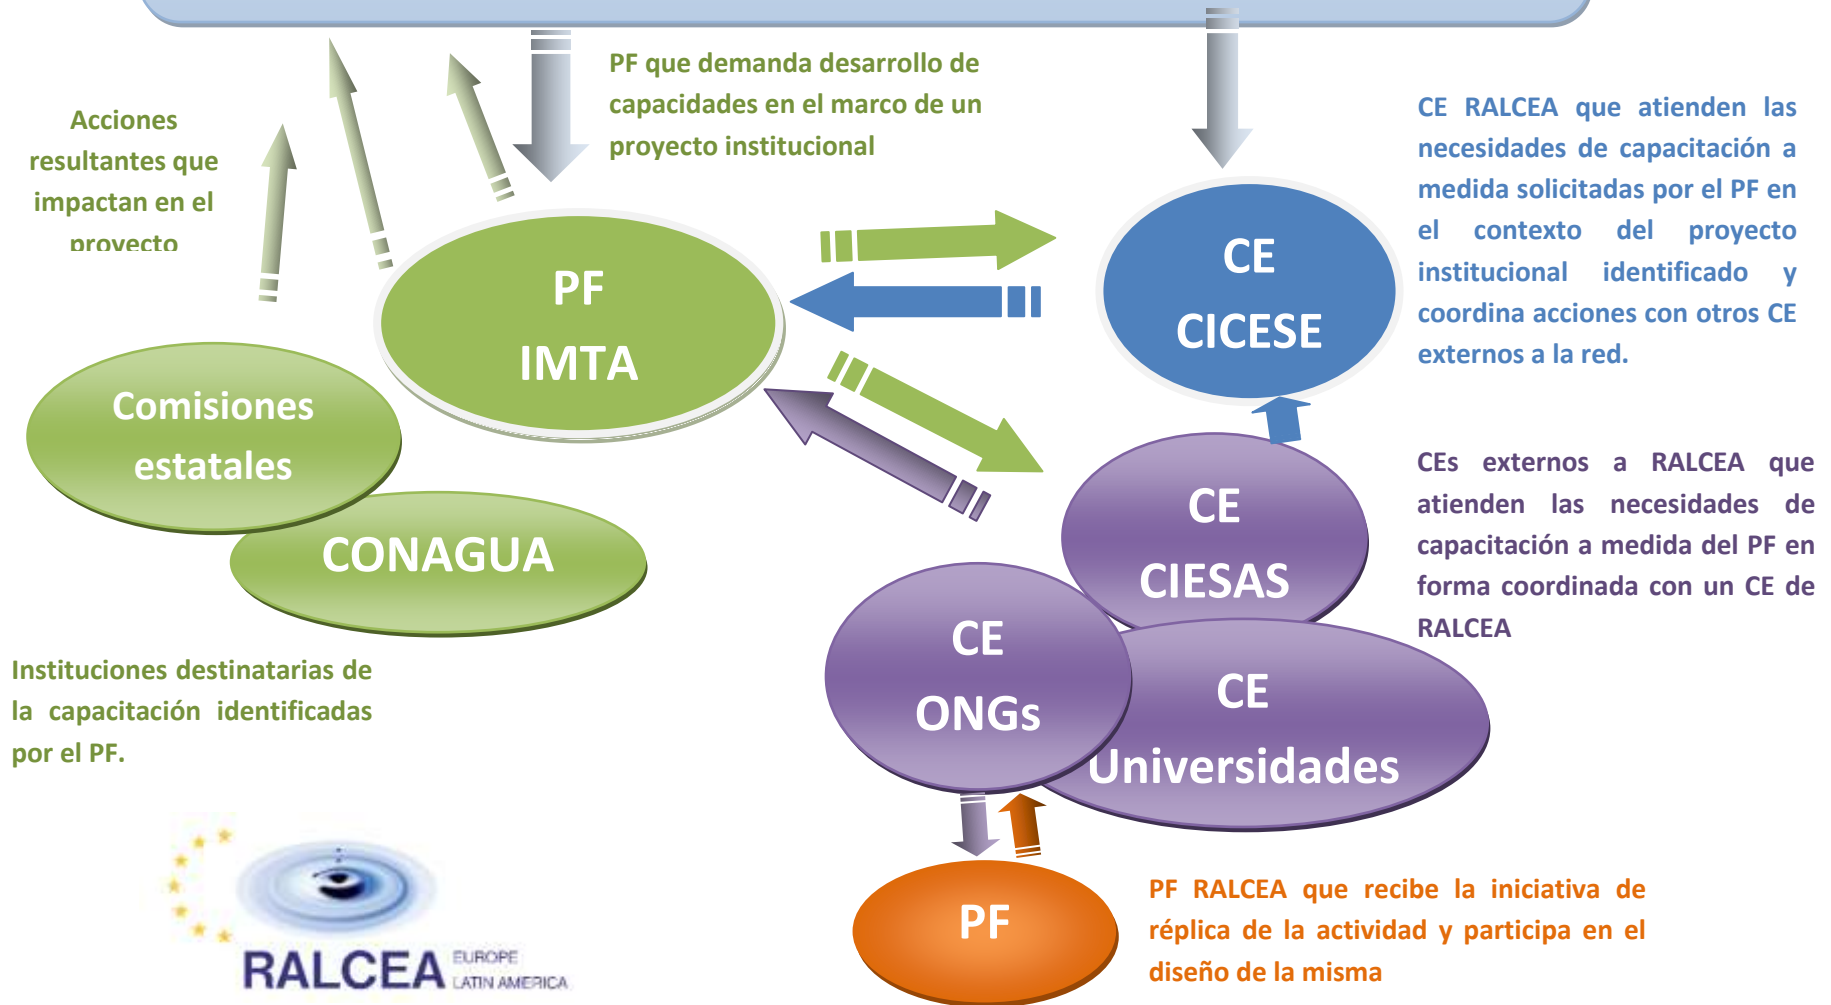 PF que demanda desarrollo de
capacidades en el marco de un
proyecto institucional
Acciones
resultantes que
impactan en el
proyecto
CE RALCEA que atienden las
necesidades de capacitación a
medida solicitadas por el PF en
el contexto del proyecto
institucional identificado y
coordina acciones con otros CE
externos a la red.
PF
IMTA
CE
CICESE
Comisiones
estatales
CONAGUA
CEs externos a RALCEA que
atienden las necesidades de
capacitación a medida del PF en
forma coordinada con un CE de
RALCEA
CE
CIESAS
CE
ONGs
CE
Universidades
Instituciones destinatarias de
la capacitación identificadas
por el PF.
PF
PF RALCEA que recibe la iniciativa de
réplica de la actividad y participa en el
diseño de la misma
RALCEA EUROPE
LATIN AMERICA